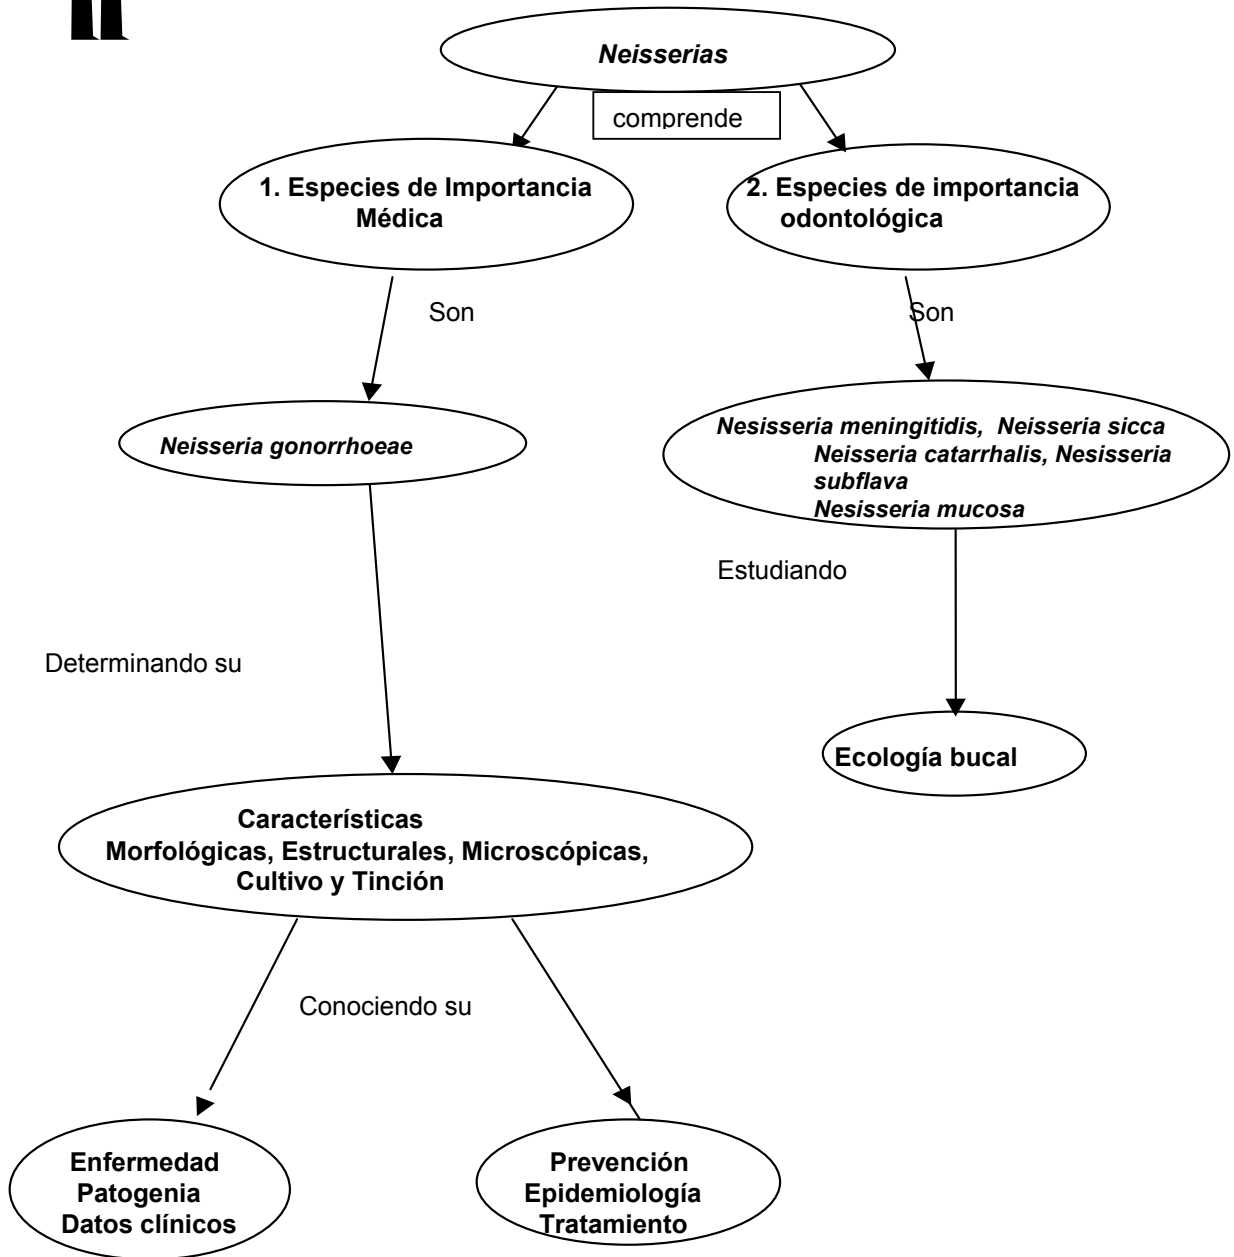 Neisserias
comprende
1. Especies de Importancia
Médica
2. Especies de importancia
odontológica
Son
Son
Neisseria gonorrhoeae
Nesisseria meningitidis, Neisseria sicca
Neisseria catarrhalis, Nesisseria
subflava
Nesisseria mucosa
Estudiando
Determinando su
Ecología bucal
Características
Morfológicas, Estructurales, Microscópicas,
Cultivo y Tinción
Conociendo su
Enfermedad
Patogenia
Datos clínicos
Prevención
Epidemiología
Tratamiento